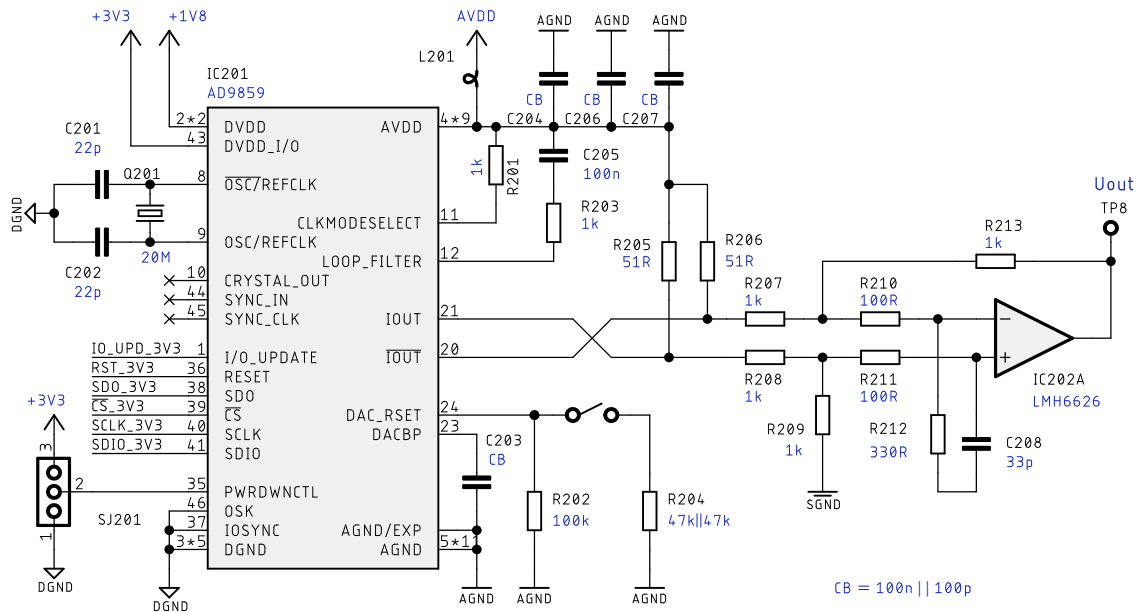 +3V3
+1V8
AVDD
AGND
AGND
AGND
L201
IC201
AD9859
CB
CB
CB
2*2
DVDD
AVDD
4*9
C204
C206
C207
43
DVDD_I/O
C201
22p
1k
R201
C205
100n
Q201
8
OSC/REFCLK
Uout
TP8
DGND
CLKMODESELECT
11
R203
1k
R213
1k
9
OSC/REFCLK
R205
51R
R206
51R
20M
LOOP_FILTER
12
C202
22p
10
CRYSTAL_OUT
44
SYNC_IN
R207
1k
R210
100R
45
SYNC_CLK
IOUT
21
−
IO_UPD_3V3
1
I/O_UPDATE
IOUT
20
+
RST_3V3
36
RESET
R208
1k
R211
100R
IC202A
LMH6626
SDO_3V3
38
SDO
+3V3
CS_3V3
39
CS
DAC_RSET
24
SCLK_3V3
40
SCLK
DACBP
23
R209
1k
R212
330R
C208
33p
SDIO_3V3
41
SDIO
C203
CB
3
2
35
PWRDWNCTL
SGND
46
OSK
R202
100k
R204
47k||47k
SJ201
37
IOSYNC
AGND/EXP
1
3*5
DGND
AGND
5*11
DGND
DGND
AGND
AGND
AGND
CB = 100n||100p